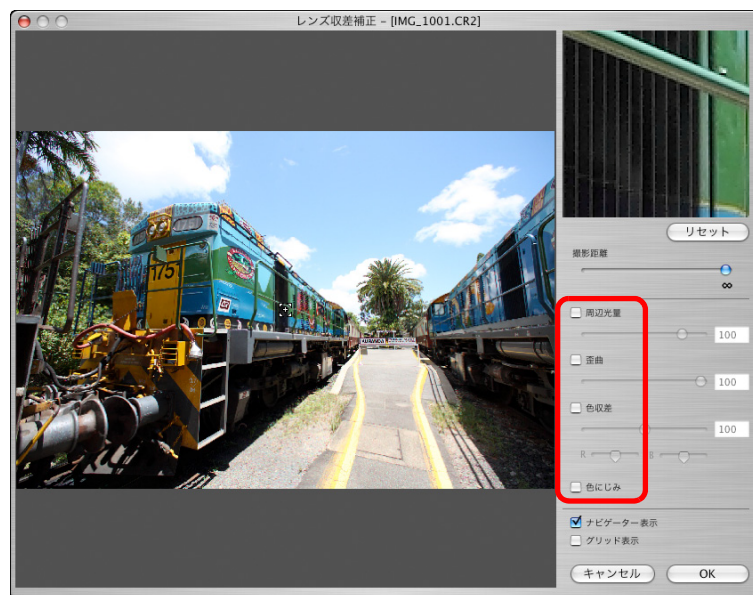 レンズ収差補正 – [IMG_1001.CR2]
リセット
撮影距離
∞
周辺光量
100
歪曲
100
色収差
100
R B
色にじみ
ナビゲーター表示
グリッド表示
キャンセル OK
175
KURANDA